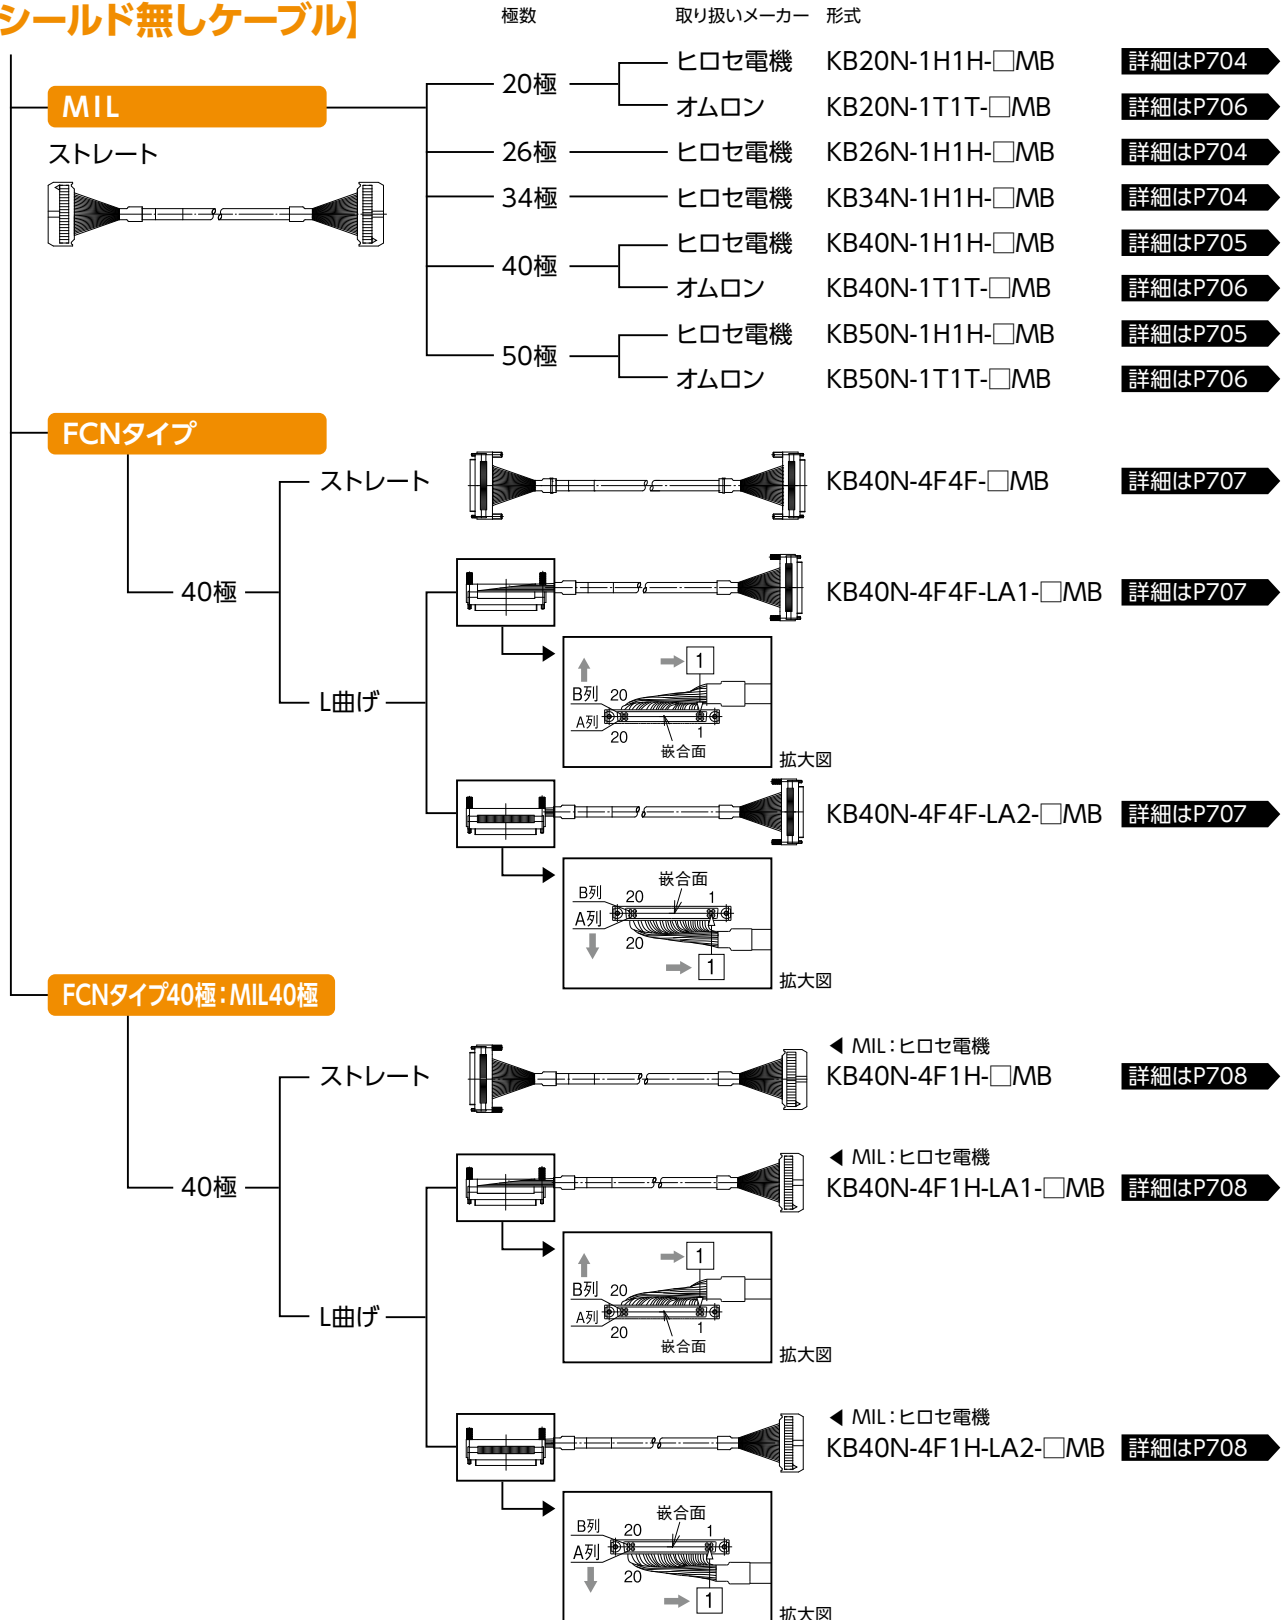 シールド無しケーブル】
極数 取り扱いメーカー 形式
MIL
ストレート
20極 ヒロセ電機 KB20N-1H1H-□MB 詳細はP704
オムロン KB20N-1T1T-□MB 詳細はP706
26極 ヒロセ電機 KB26N-1H1H-□MB 詳細はP704
34極 ヒロセ電機 KB34N-1H1H-□MB 詳細はP704
40極 ヒロセ電機 KB40N-1H1H-□MB 詳細はP705
オムロン KB40N-1T1T-□MB 詳細はP706
50極 ヒロセ電機 KB50N-1H1H-□MB 詳細はP705
オムロン KB50N-1T1T-□MB 詳細はP706
FCNタイプ
40極
ストレート KB40N-4F4F-□MB 詳細はP707
L曲げ
KB40N-4F4F-LA1-□MB 詳細はP707
1
B列 20
A列
20 1
嵌合面
拡大図
KB40N-4F4F-LA2-□MB 詳細はP707
嵌合面
B列 20 1
A列
20
1
拡大図
FCNタイプ40極：MIL40極
40極
ストレート
◀ MIL：ヒロセ電機
KB40N-4F1H-□MB 詳細はP708
L曲げ
◀ MIL：ヒロセ電機
KB40N-4F1H-LA1-□MB 詳細はP708
1
B列 20
A列
20 1
嵌合面
拡大図
◀ MIL：ヒロセ電機
KB40N-4F1H-LA2-□MB 詳細はP708
嵌合面
B列 20 1
A列
20
1
拡大図